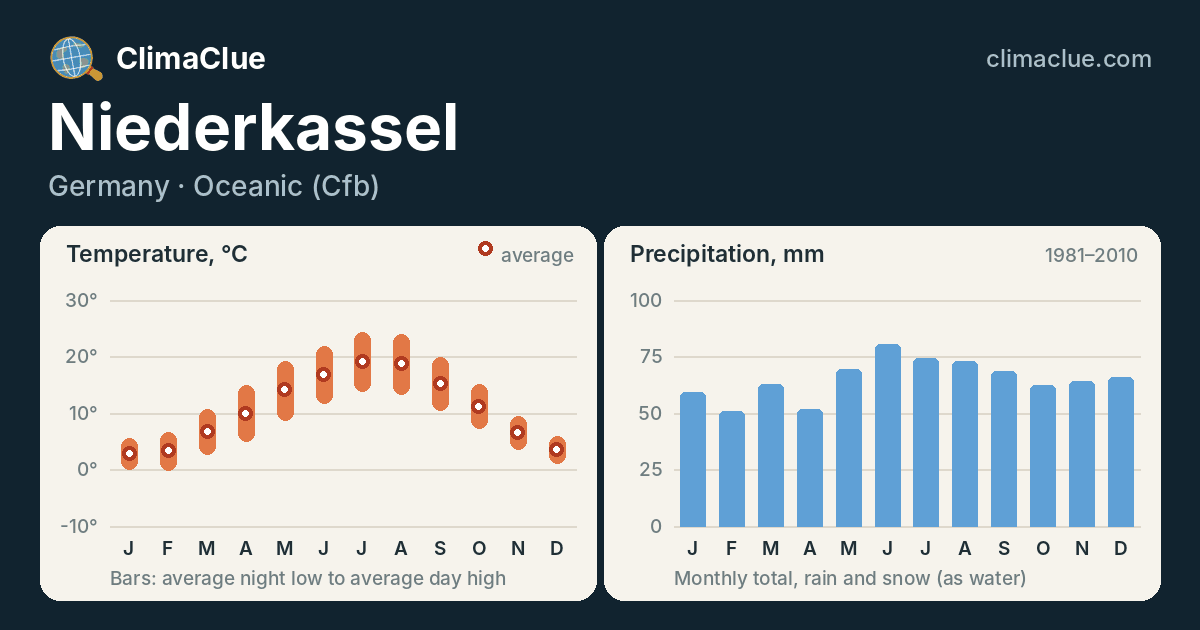 ClimaClue
climaclue.com
Niederkassel
Germany · Oceanic (Cfb)
Temperature, °C
average
30°
20°
10°
0°
-10°
J F M A M J J A S O N D
Bars: average night low to average day high
Precipitation, mm
1981–2010
100
75
50
25
0
J F M A M J J A S O N D
Monthly total, rain and snow (as water)